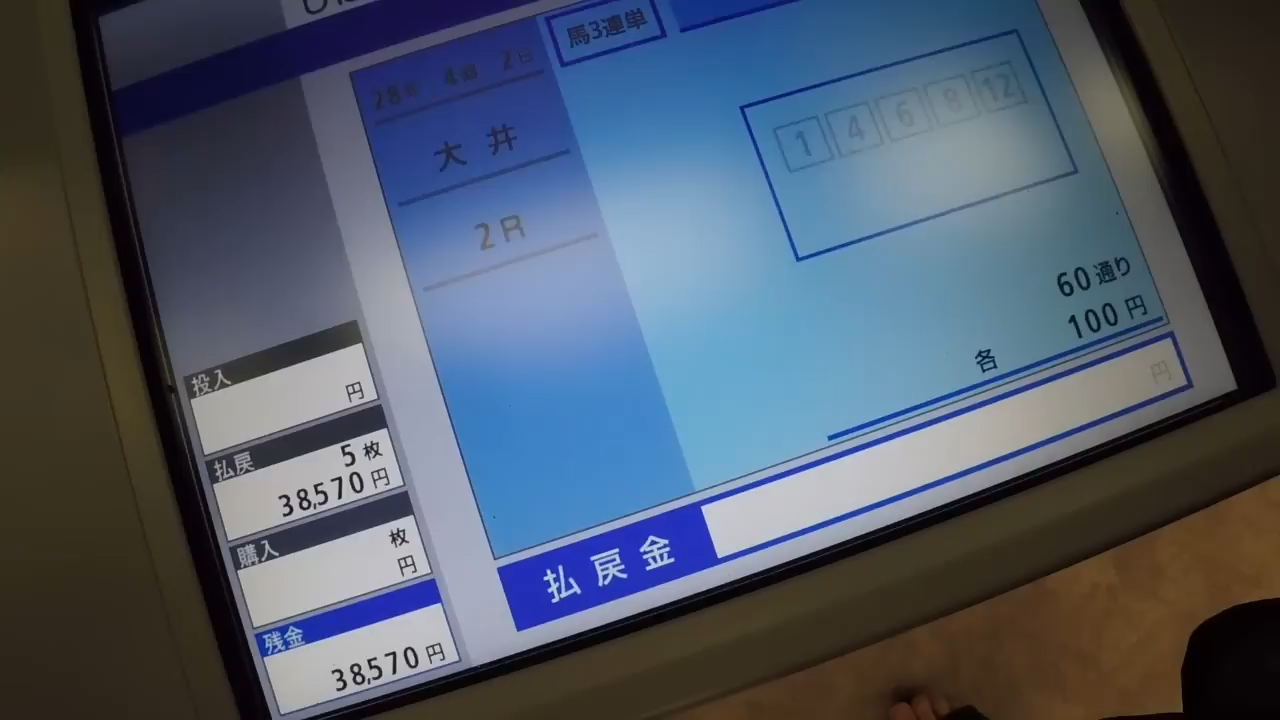 馬3連単
28年 4回 2日
大井
2R
1 4 6 8 12
60通り
各 100円
円
払戻金
投入
円
払戻
5枚
38,570円
購入
枚
円
残金
38,570円